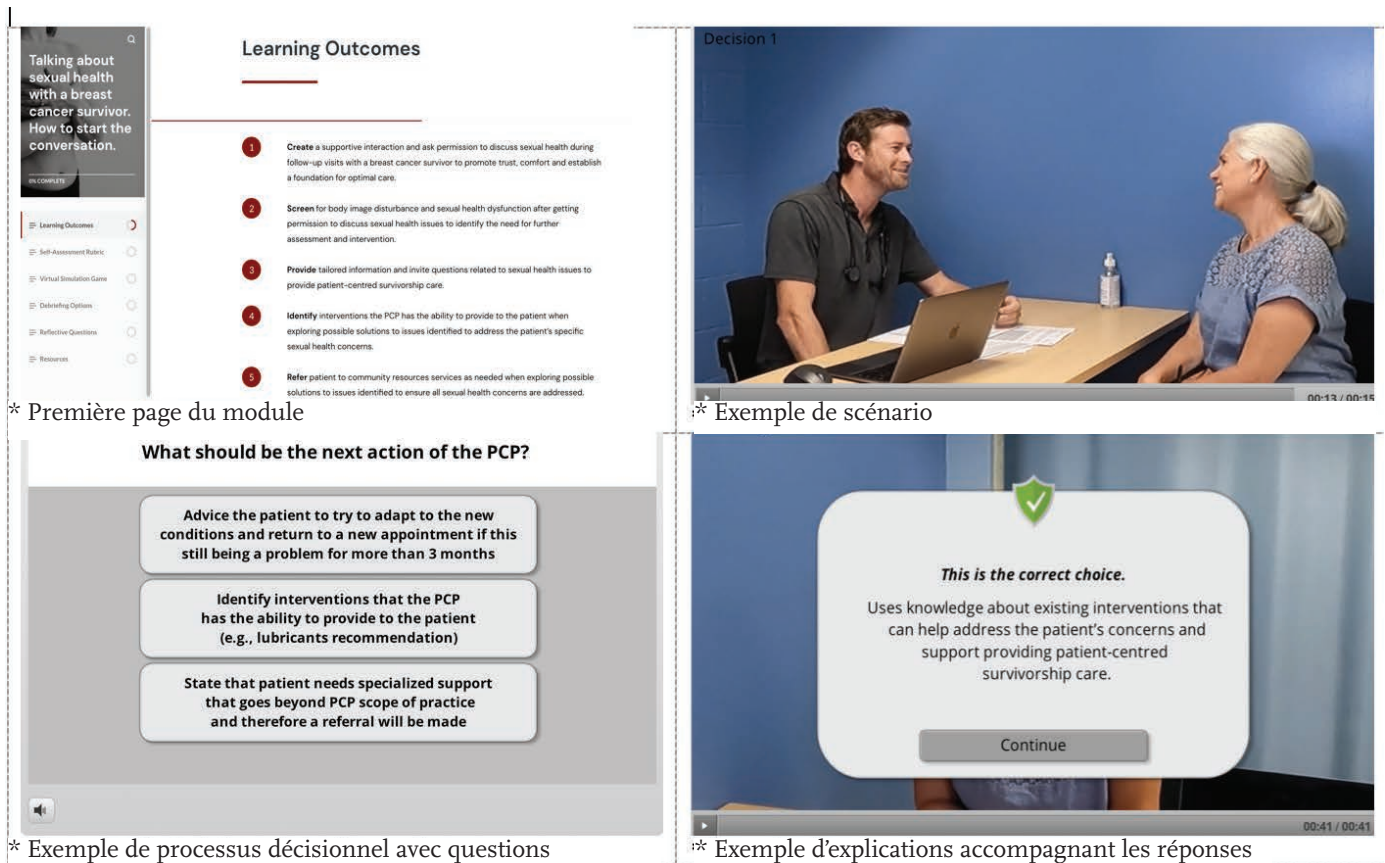 Talking about
sexual health
with a breast
cancer survivor.
How to start the
conversation.
0% COMPLETE
Learning Outcomes
Self-Assessment Rubric
Virtual Simulation Game
Debriefing Options
Reflective Questions
Resources
Learning Outcomes
1
Create a supportive interaction and ask permission to discuss sexual health during
follow-up visits with a breast cancer survivor to promote trust, comfort and establish
a foundation for optimal care.
2
Screen for body image disturbance and sexual health dysfunction after getting
permission to discuss sexual health issues to identify the need for further
assessment and intervention.
3
Provide tailored information and invite questions related to sexual health issues to
provide patient-centred survivorship care.
4
Identify interventions the PCP has the ability to provide to the patient when
exploring possible solutions to issues identified to address the patient's specific
sexual health concerns.
5
Refer patient to community resources services as needed when exploring possible
solutions to issues identified to ensure all sexual health concerns are addressed.
* Première page du module
Decision 1
00:13 / 00:15
* Exemple de scénario
What should be the next action of the PCP?
Advice the patient to try to adapt to the new
conditions and return to a new appointment if this
still being a problem for more than 3 months
Identify interventions that the PCP
has the ability to provide to the patient
(e.g., lubricants recommendation)
State that patient needs specialized support
that goes beyond PCP scope of practice
and therefore a referral will be made
* Exemple de processus décisionnel avec questions
This is the correct choice.
Uses knowledge about existing interventions that
can help address the patient's concerns and
support providing patient-centred
survivorship care.
Continue
00:41 / 00:41
* Exemple d'explications accompagnant les réponses